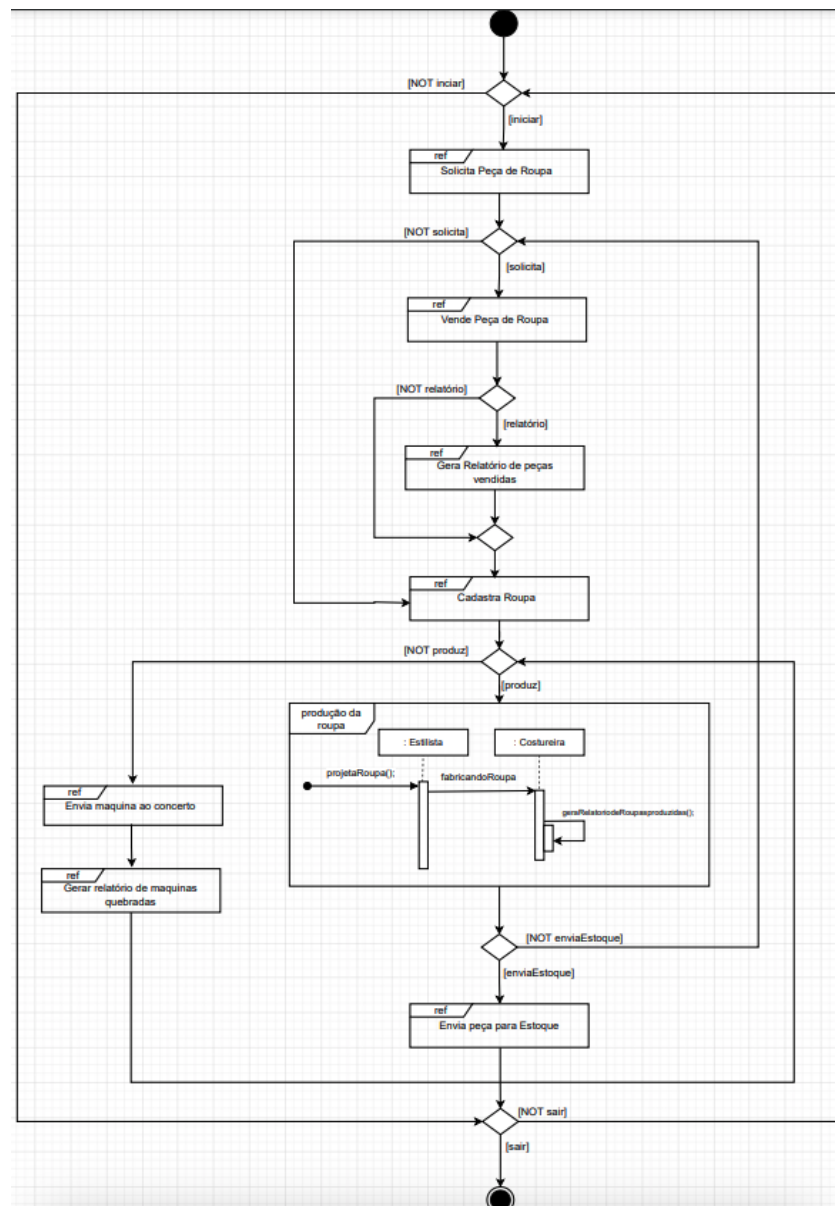 [NOT inciar]
[iniciar]
ref
Solicita Peça de Roupa
[NOT solicita]
[solicita]
ref
Vende Peça de Roupa
[NOT relatório]
[relatório]
ref
Gera Relatório de peças
vendidas
ref
Cadastra Roupa
[NOT produz]
[produz]
produção da
roupa
: Estilista
: Costureira
projetaRoupa();
fabricandoRoupa
geraRelatoriodeRoupasproduzidas();
ref
Envia maquina ao concerto
ref
Gerar relatório de maquinas
quebradas
[NOT enviaEstoque]
[enviaEstoque]
ref
Envia peça para Estoque
[NOT sair]
[sair]